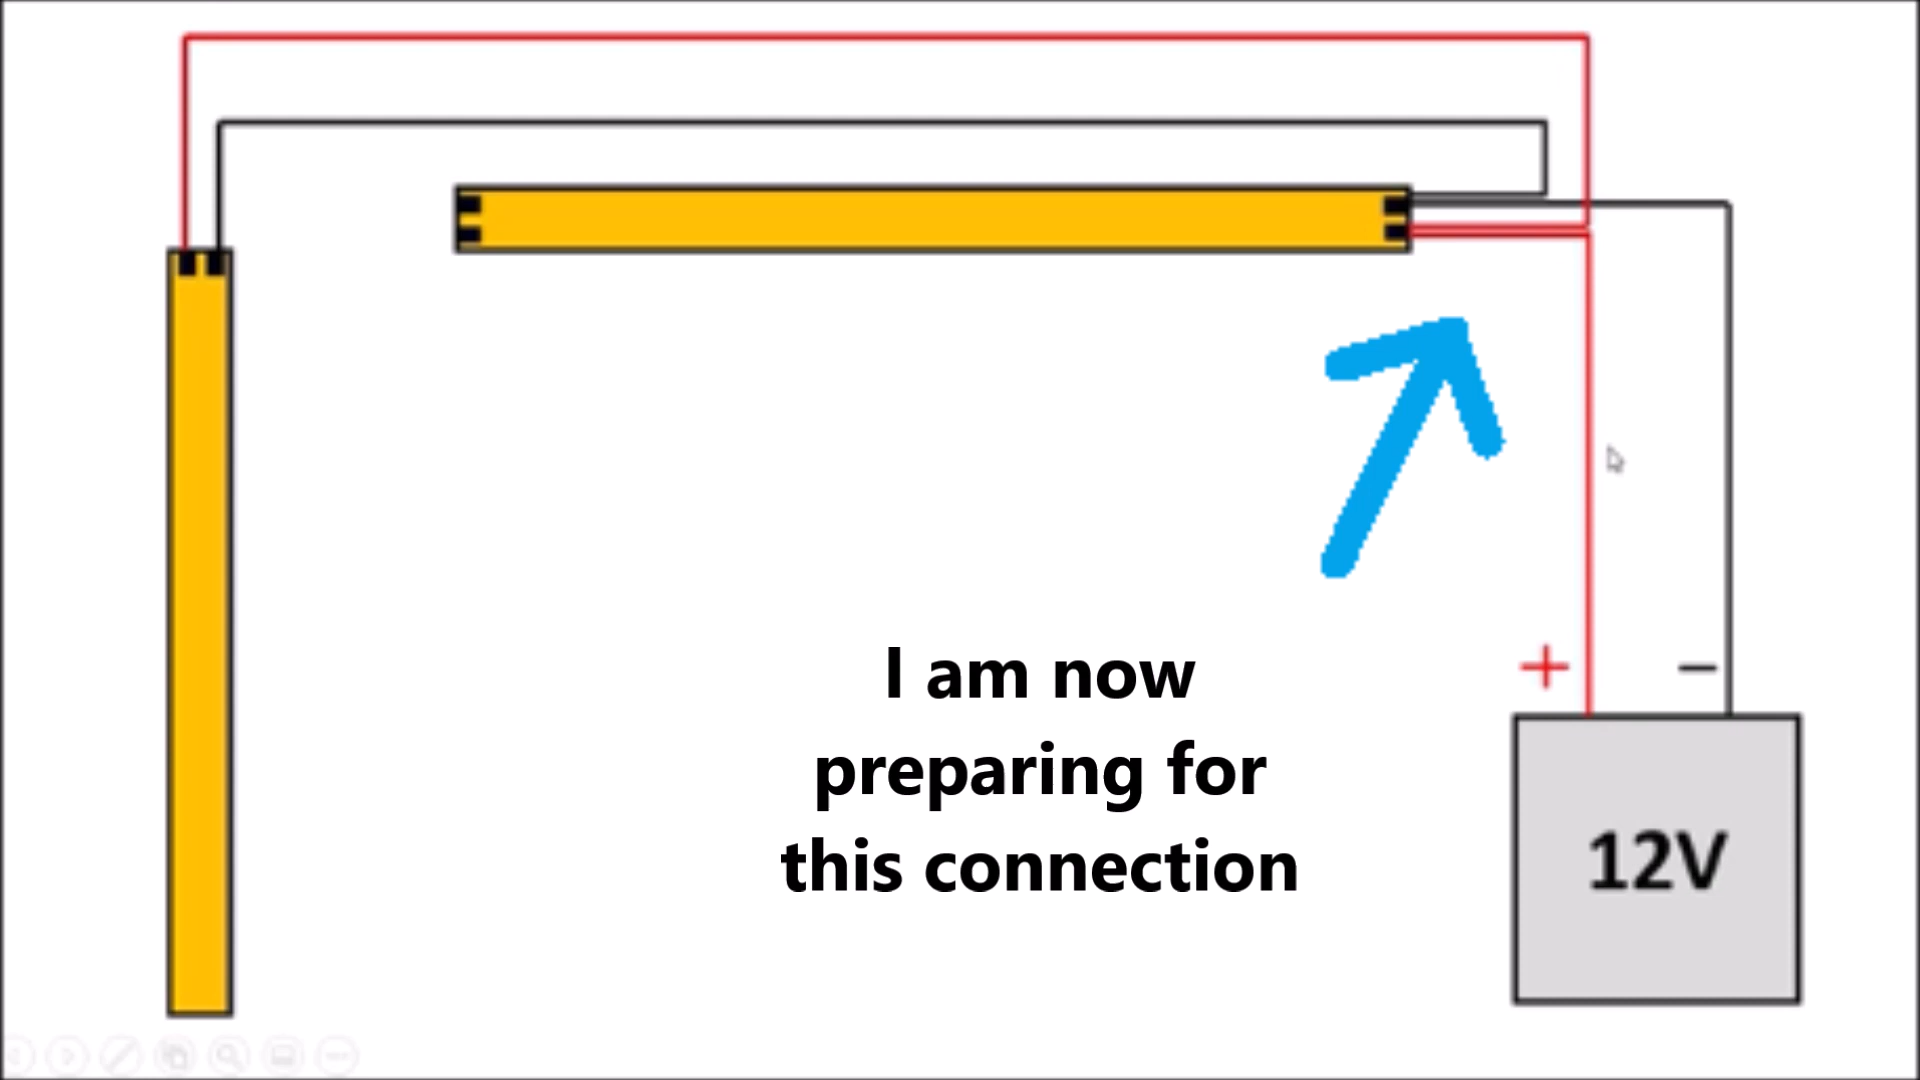 + –
I am now
preparing for
this connection
12V